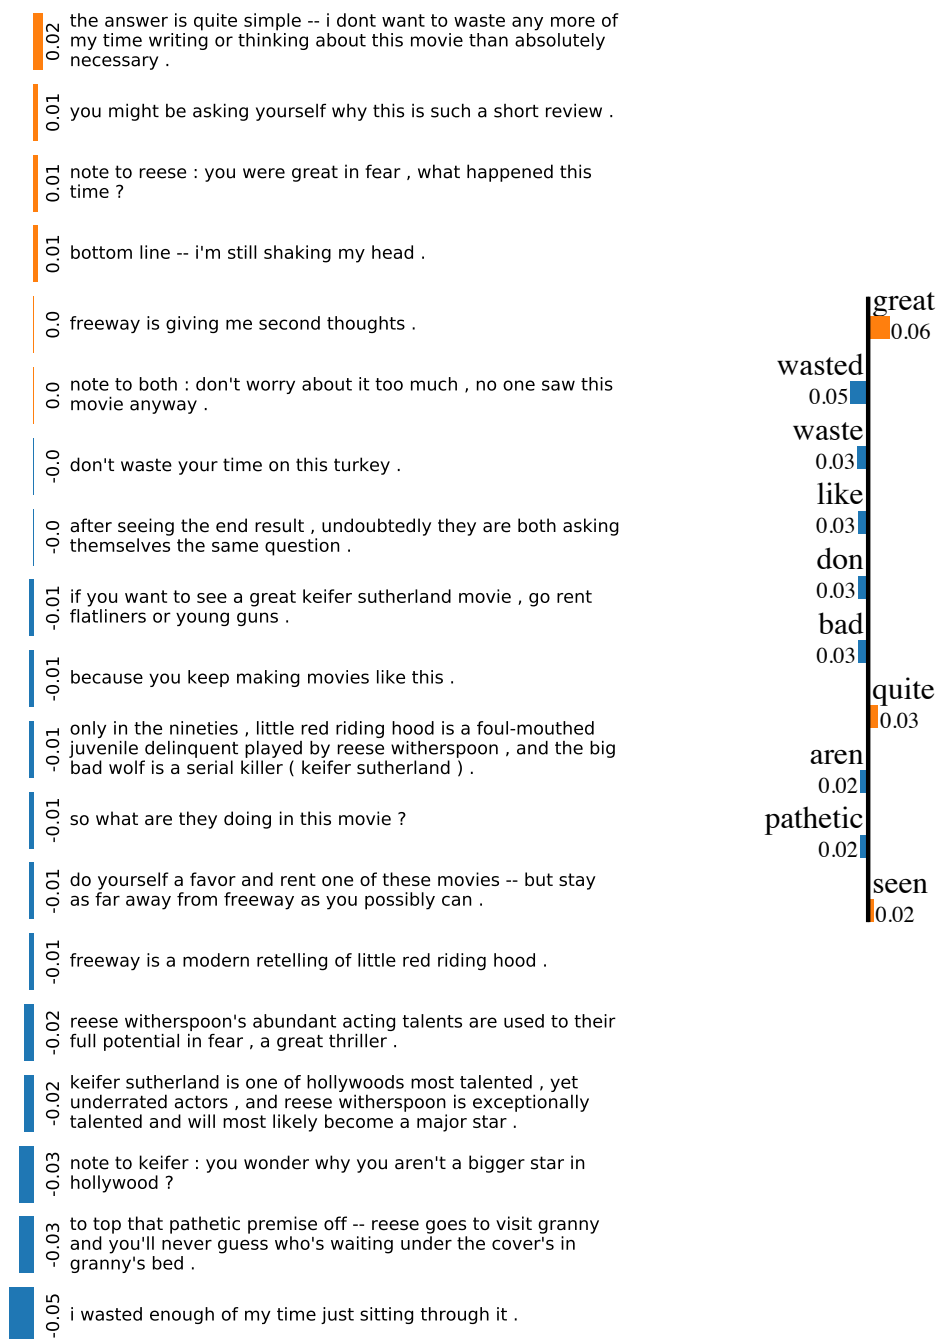 0.02
the answer is quite simple -- i dont want to waste any more of
my time writing or thinking about this movie than absolutely
necessary .
0.01
you might be asking yourself why this is such a short review .
0.01
note to reese : you were great in fear , what happened this
time ?
0.01
bottom line -- i'm still shaking my head .
0.0
freeway is giving me second thoughts .
0.0
note to both : don't worry about it too much , no one saw this
movie anyway .
-0.0
don't waste your time on this turkey .
-0.0
after seeing the end result , undoubtedly they are both asking
themselves the same question .
-0.01
if you want to see a great keifer sutherland movie , go rent
flatliners or young guns .
-0.01
because you keep making movies like this .
-0.01
only in the nineties , little red riding hood is a foul-mouthed
juvenile delinquent played by reese witherspoon , and the big
bad wolf is a serial killer ( keifer sutherland ) .
-0.01
so what are they doing in this movie ?
-0.01
do yourself a favor and rent one of these movies -- but stay
as far away from freeway as you possibly can .
-0.01
freeway is a modern retelling of little red riding hood .
-0.02
reese witherspoon's abundant acting talents are used to their
full potential in fear , a great thriller .
-0.02
keifer sutherland is one of hollywoods most talented , yet
underrated actors , and reese witherspoon is exceptionally
talented and will most likely become a major star .
-0.03
note to keifer : you wonder why you aren't a bigger star in
hollywood ?
-0.03
to top that pathetic premise off -- reese goes to visit granny
and you'll never guess who's waiting under the cover's in
granny's bed .
-0.05
i wasted enough of my time just sitting through it .
great
0.06
wasted
0.05
waste
0.03
like
0.03
don
0.03
bad
0.03
quite
0.03
aren
0.02
pathetic
0.02
seen
0.02